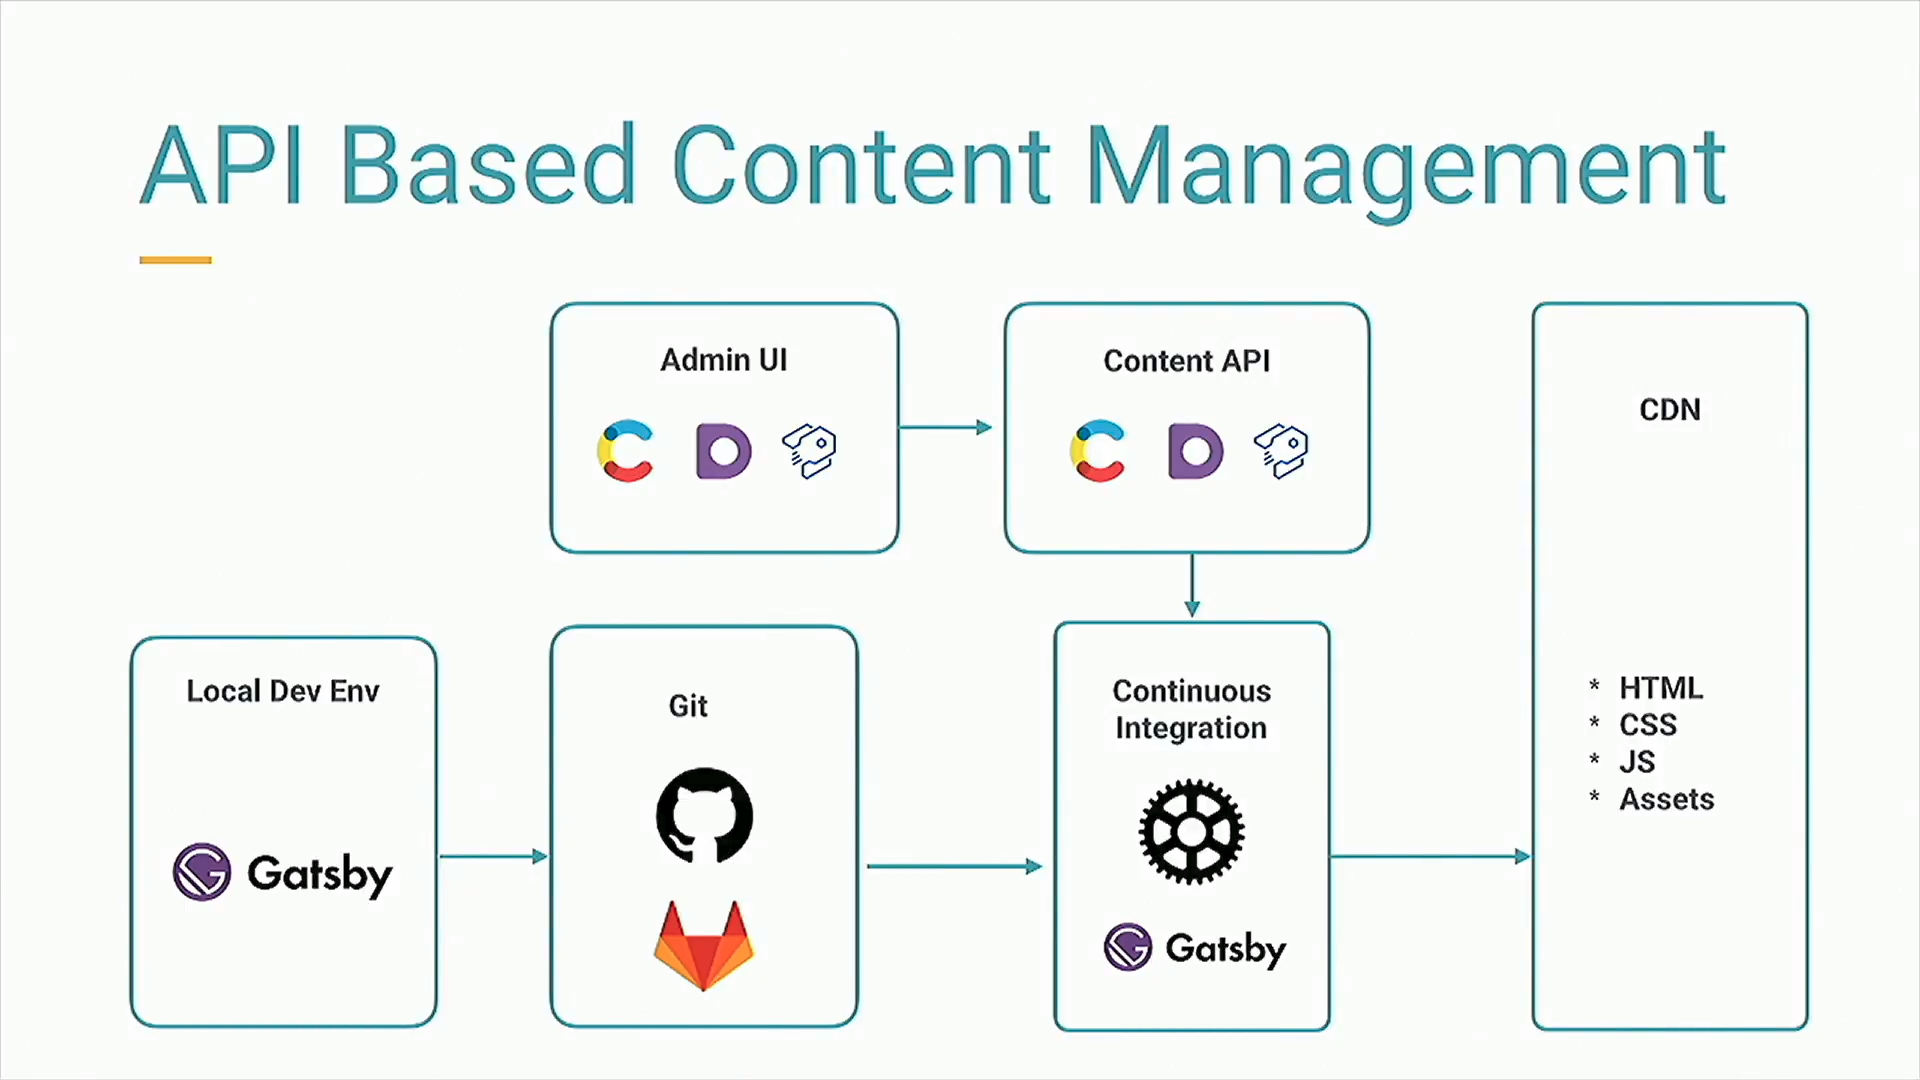 API Based Content Management
Admin UI
Content API
CDN
Local Dev Env
Git
Continuous
Integration
* HTML
* CSS
* JS
* Assets
Gatsby
Gatsby